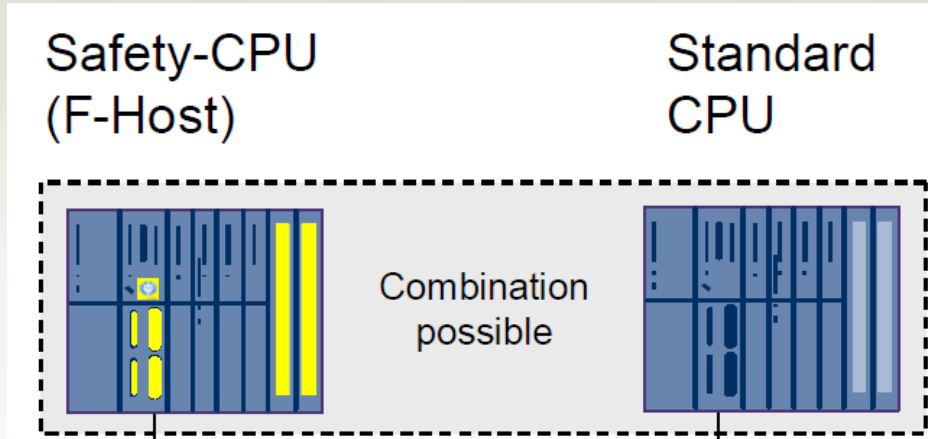 Safety-CPU
(F-Host)
Standard
CPU
Combination
possible